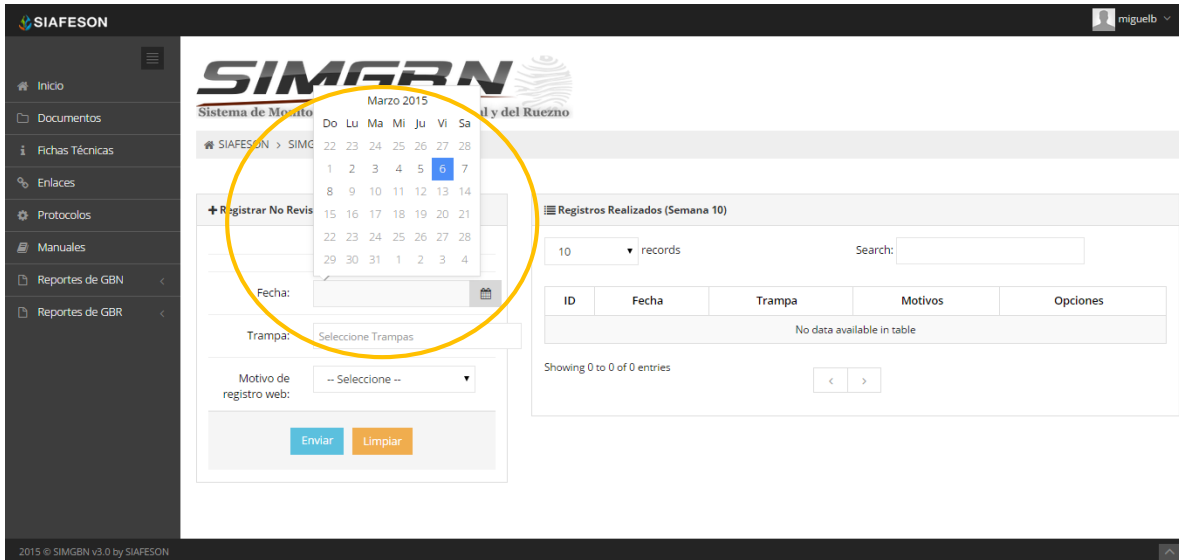 SIAFESON
miguelb
Inicio
Documentos
Fichas Técnicas
Enlaces
Protocolos
Manuales
Reportes de GBN
Reportes de GBR
SIMGBN
Sistema de Monito
al y del Ruezno
SIAFESON > SIMG
Marzo 2015
Do Lu Ma Mi Ju Vi Sa
22 23 24 25 26 27 28
1 2 3 4 5 6 7
8 9 10 11 12 13 14
15 16 17 18 19 20 21
22 23 24 25 26 27 28
29 30 31 1 2 3 4
Registrar No Revis
Fecha:
Trampa: Seleccione Trampas
Motivo de
registro web: -- Seleccione --
Enviar Limpiar
Registros Realizados (Semana 10)
10 records Search:
ID Fecha Trampa Motivos Opciones
No data available in table
Showing 0 to 0 of 0 entries
< >
2015 © SIMGBN v3.0 by SIAFESON